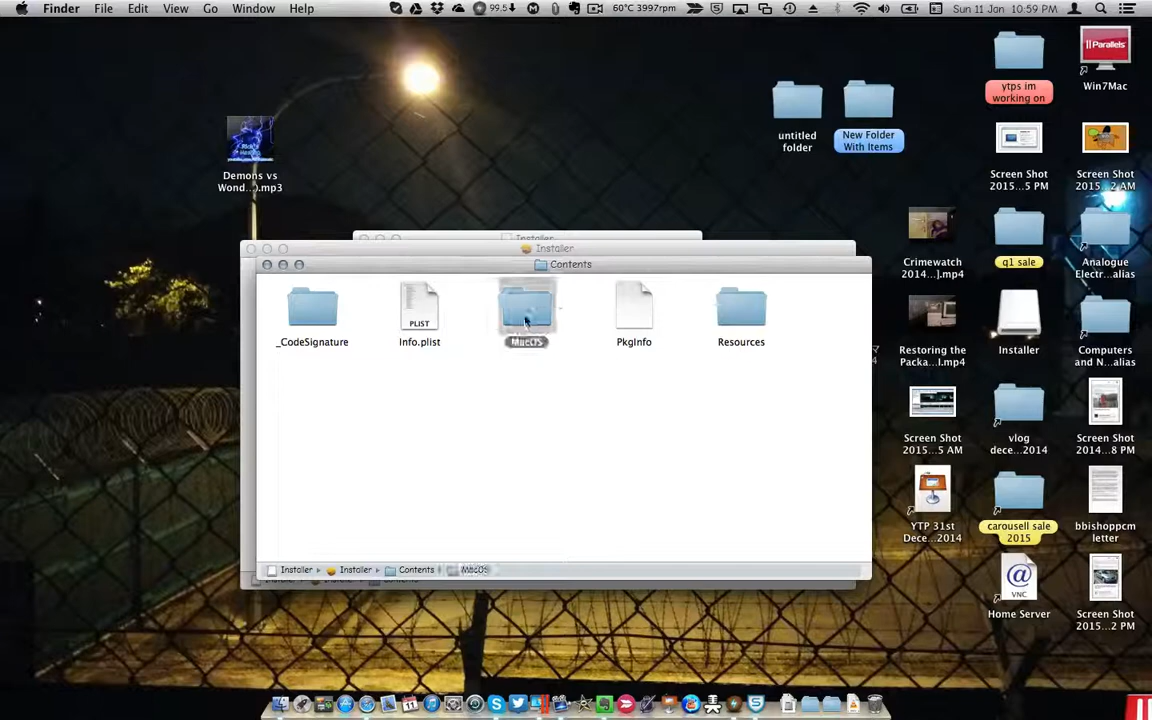 Finder File Edit View Go Window Help
99.5↓
60°C 3997rpm
Sun 11 Jan 10:59 PM
Demons vs
Wond....mp3
untitled
folder
New Folder
With Items
ytps im
working on
Parallels
Win7Mac
Screen Shot
2015...5 PM
Screen Shot
2015...2 AM
Crimewatch
2014...].mp4
q1 sale
Analogue
Electr...alias
Restoring the
Packa...l.mp4
Installer
Computers
and N...alias
Screen Shot
2015...5 AM
vlog
dece...2014
Screen Shot
2014...8 PM
YTP 31st
Dece...2014
carousell sale
2015
bbishoppcm
letter
VNC
Home Server
Screen Shot
2015...2 PM
Installer
Installer
Contents
_CodeSignature
PLIST
Info.plist
MacOS
PkgInfo
Resources
Installer Installer Contents MacOS